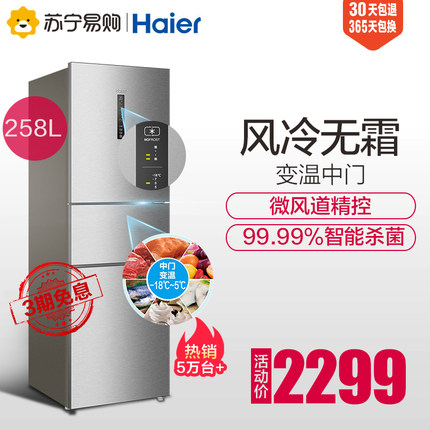 苏宁易购 Haier
30天包退
365天包换
258L
风冷无霜
变温中门
微风道精控
99.99%智能杀菌
-18℃
中门
变温
-18℃~5℃
3期免息
热销
5万台+
活动价
2299